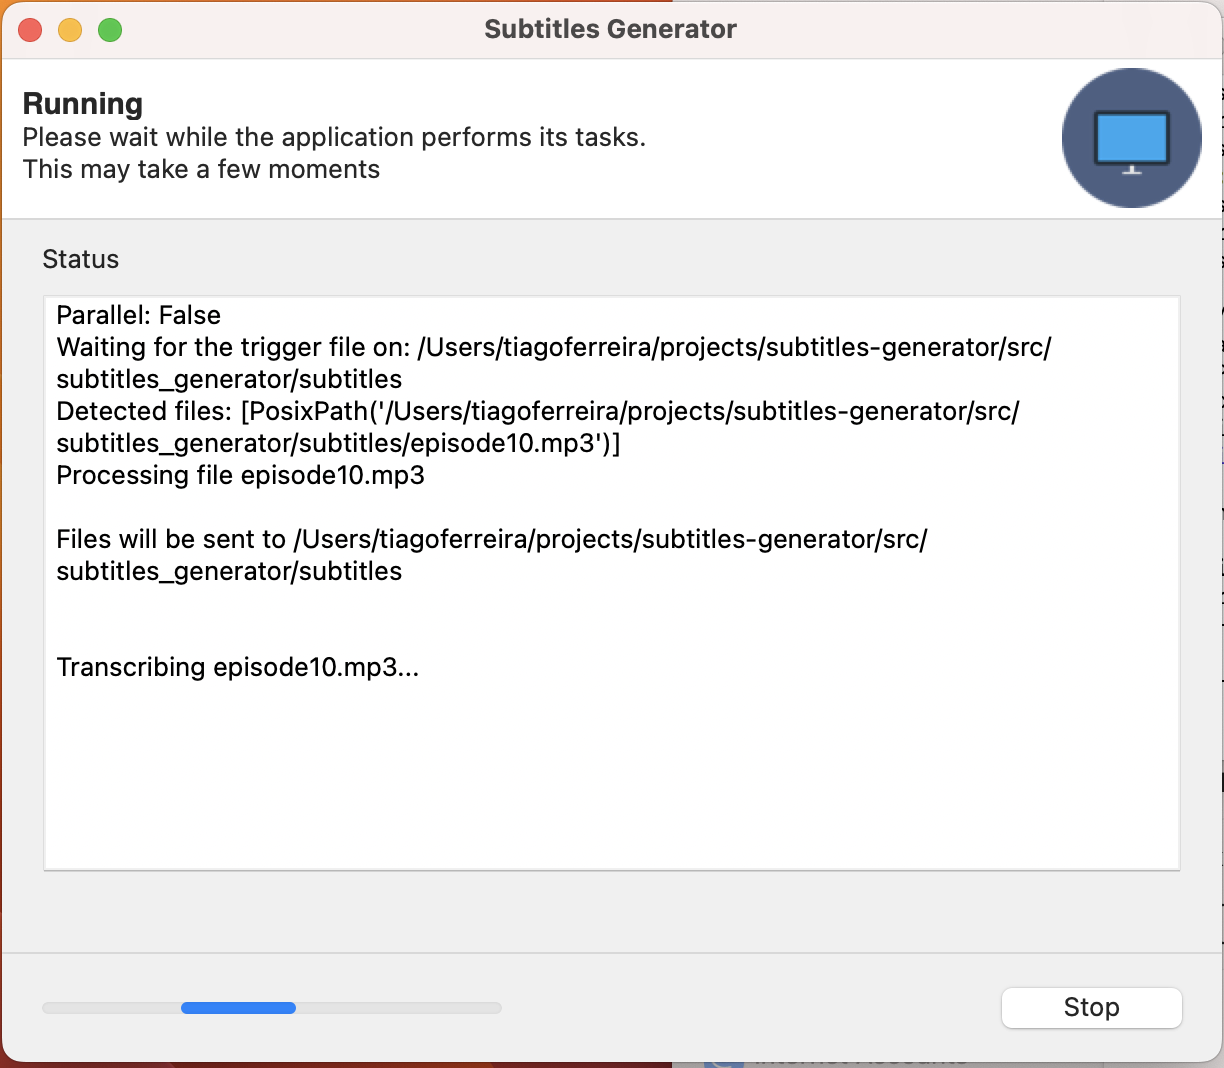 Subtitles Generator
Running
Please wait while the application performs its tasks.
This may take a few moments
Status
Parallel: False
Waiting for the trigger file on: /Users/tiagoferreira/projects/subtitles-generator/src/
subtitles_generator/subtitles
Detected files: [PosixPath('/Users/tiagoferreira/projects/subtitles-generator/src/
subtitles_generator/subtitles/episode10.mp3')]
Processing file episode10.mp3
Files will be sent to /Users/tiagoferreira/projects/subtitles-generator/src/
subtitles_generator/subtitles
Transcribing episode10.mp3...
Stop